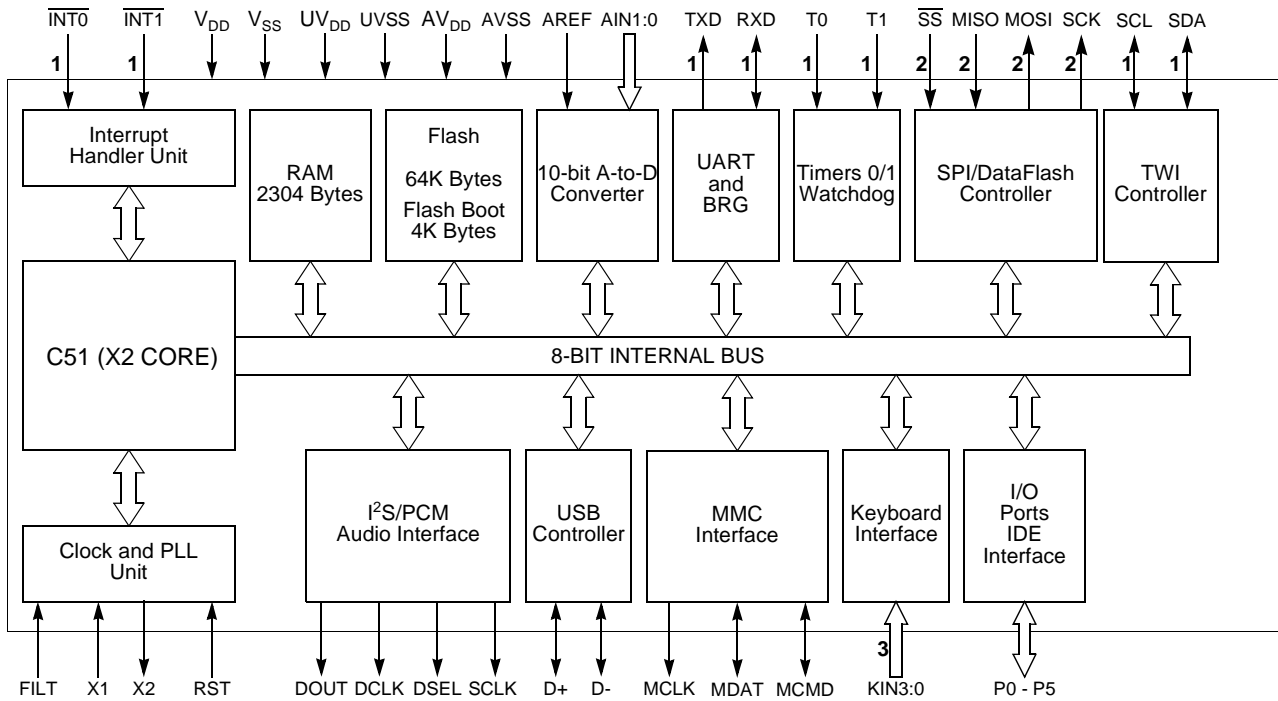 INT0 INT1 VDD VSS UVDD UVSS AVDD AVSS AREF AIN1:0 TXD RXD T0 T1 SS MISO MOSI SCK SCL SDA
1 1 1 1 1 1 2 2 2 2 1 1
Interrupt
Handler Unit
RAM
2304 Bytes
Flash
64K Bytes
Flash Boot
4K Bytes
10-bit A-to-D
Converter
UART
and
BRG
Timers 0/1
Watchdog
SPI/DataFlash
Controller
TWI
Controller
C51 (X2 CORE)
8-BIT INTERNAL BUS
Clock and PLL
Unit
I2S/PCM
Audio Interface
USB
Controller
MMC
Interface
Keyboard
Interface
I/O
Ports
IDE
Interface
3
FILT X1 X2 RST DOUT DCLK DSEL SCLK D+ D- MCLK MDAT MCMD KIN3:0 P0 - P5